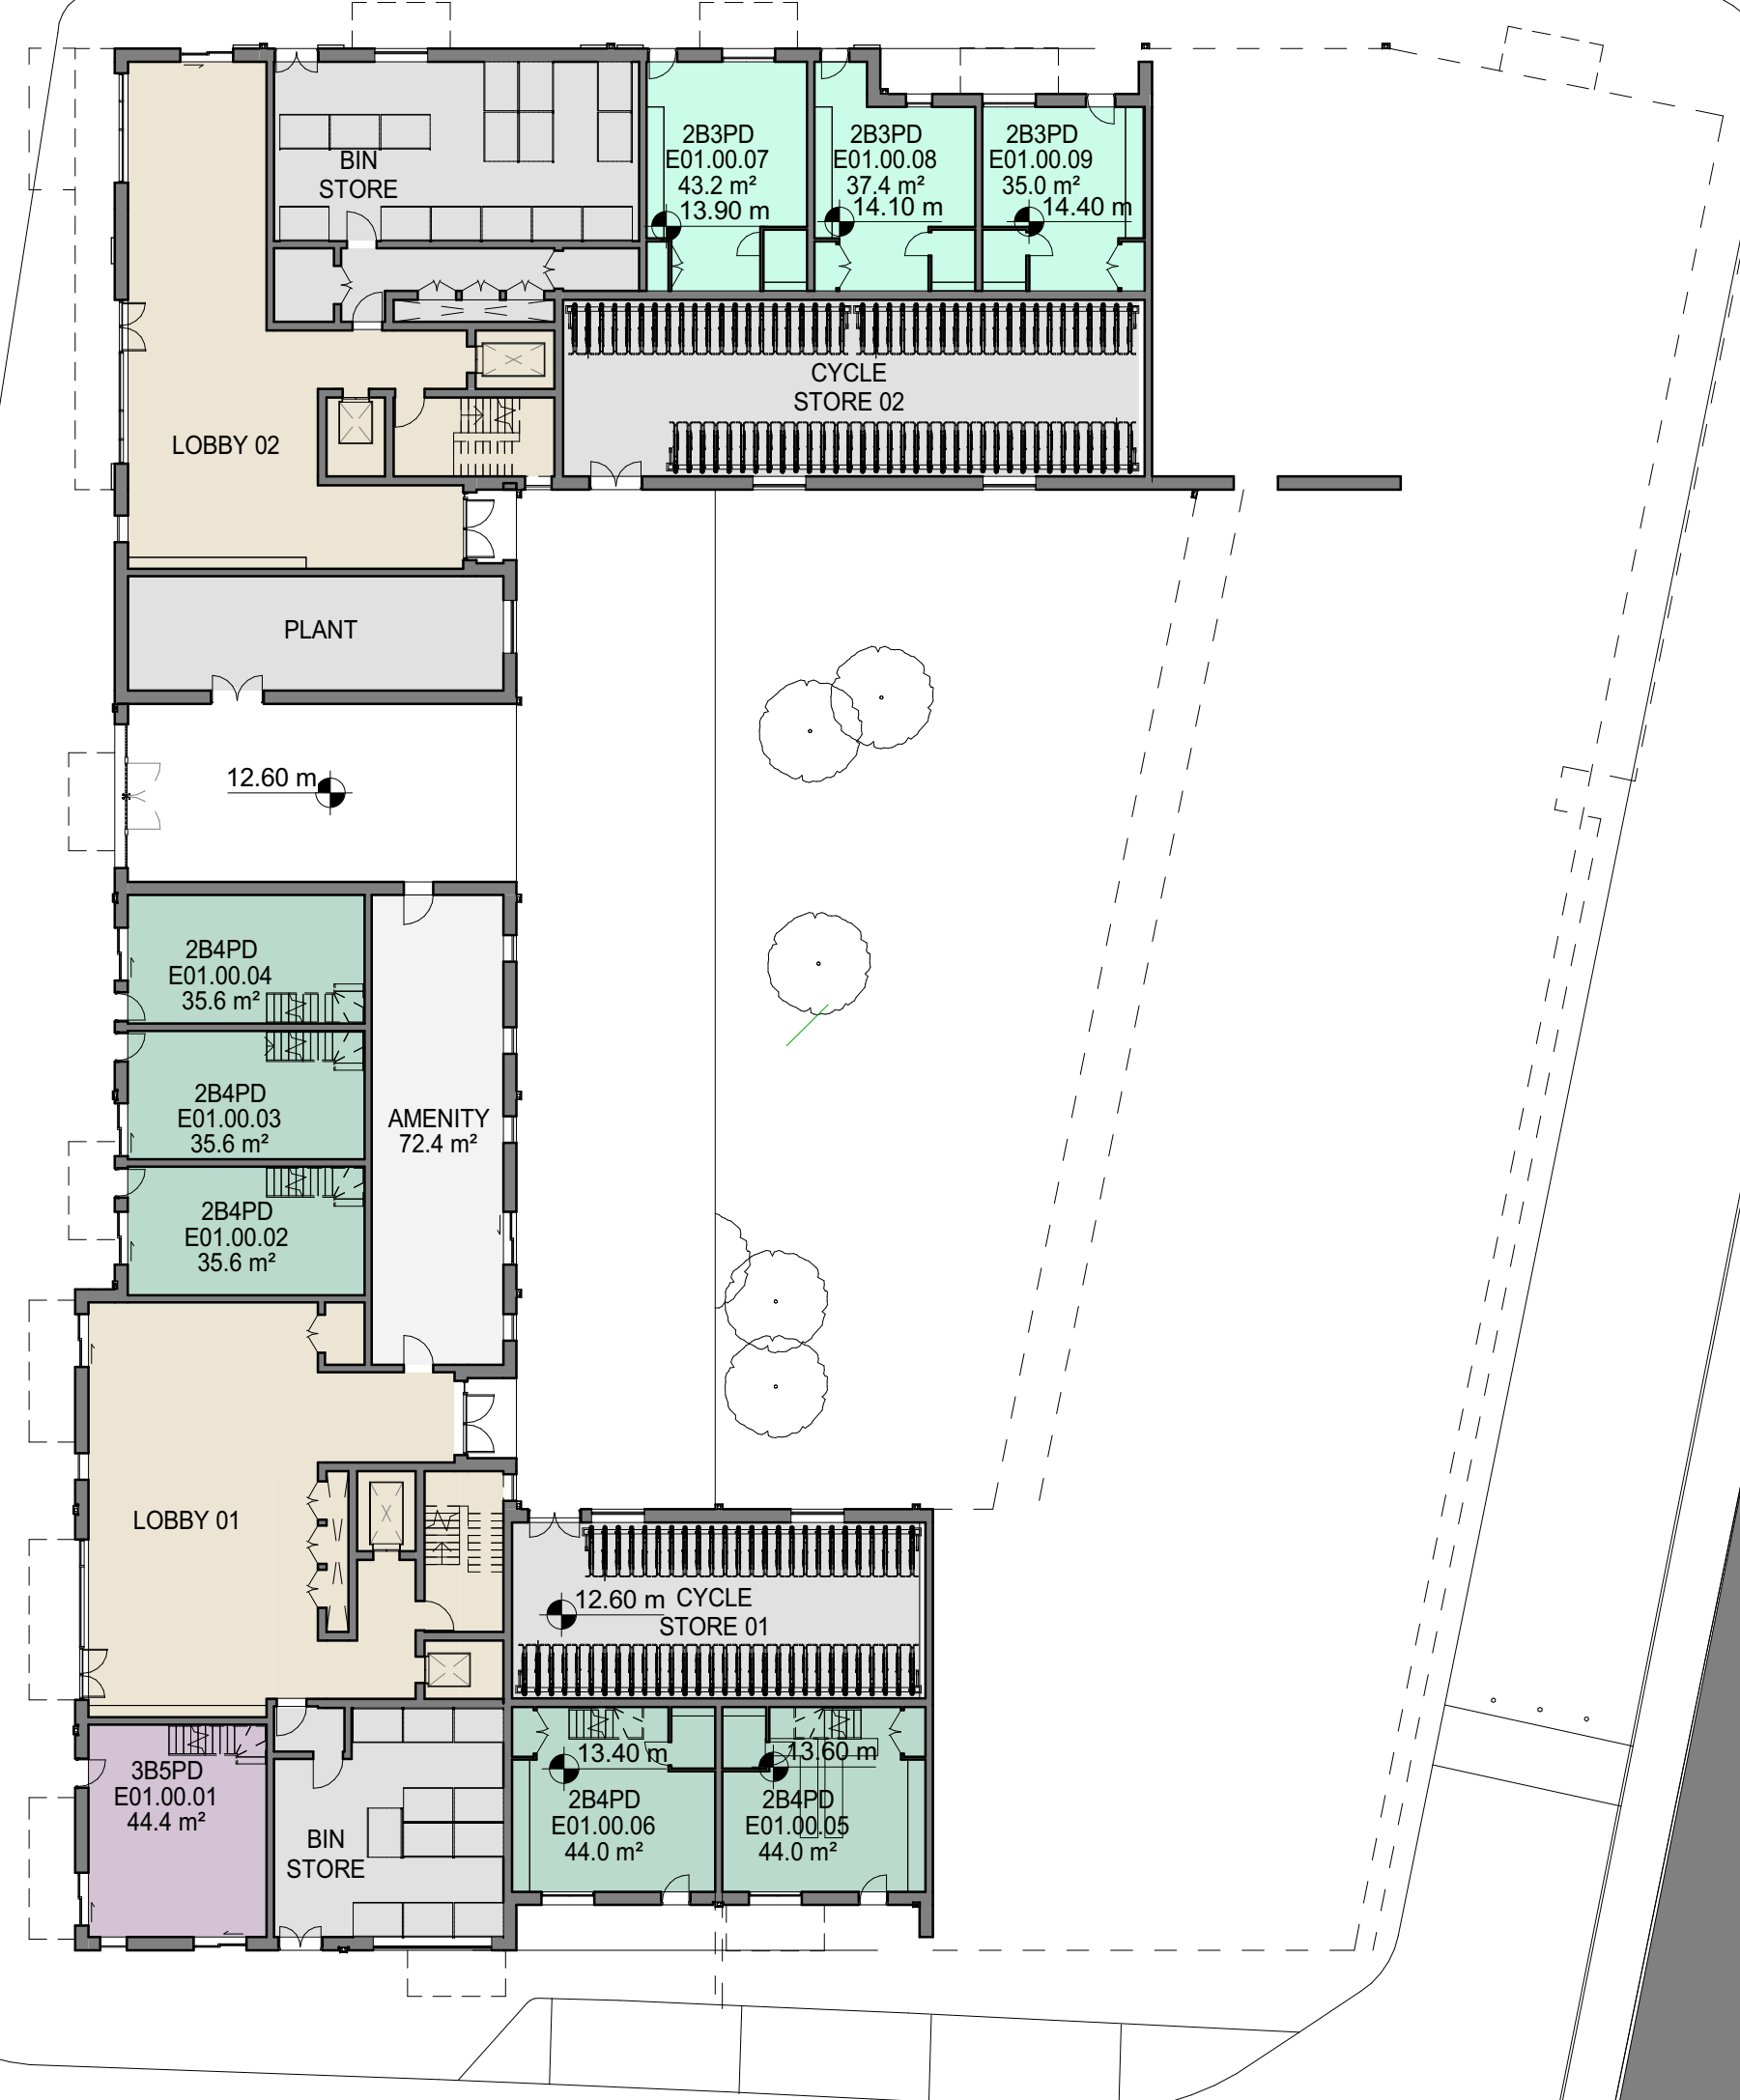 BIN
STORE
2B3PD
E01.00.07
43.2 m²
13.90 m
2B3PD
E01.00.08
37.4 m²
14.10 m
2B3PD
E01.00.09
35.0 m²
14.40 m
CYCLE
STORE 02
LOBBY 02
PLANT
12.60 m
2B4PD
E01.00.04
35.6 m²
2B4PD
E01.00.03
35.6 m²
AMENITY
72.4 m²
2B4PD
E01.00.02
35.6 m²
LOBBY 01
12.60 m
CYCLE
STORE 01
3B5PD
E01.00.01
44.4 m²
BIN
STORE
13.40 m
2B4PD
E01.00.06
44.0 m²
13.60 m
2B4PD
E01.00.05
44.0 m²